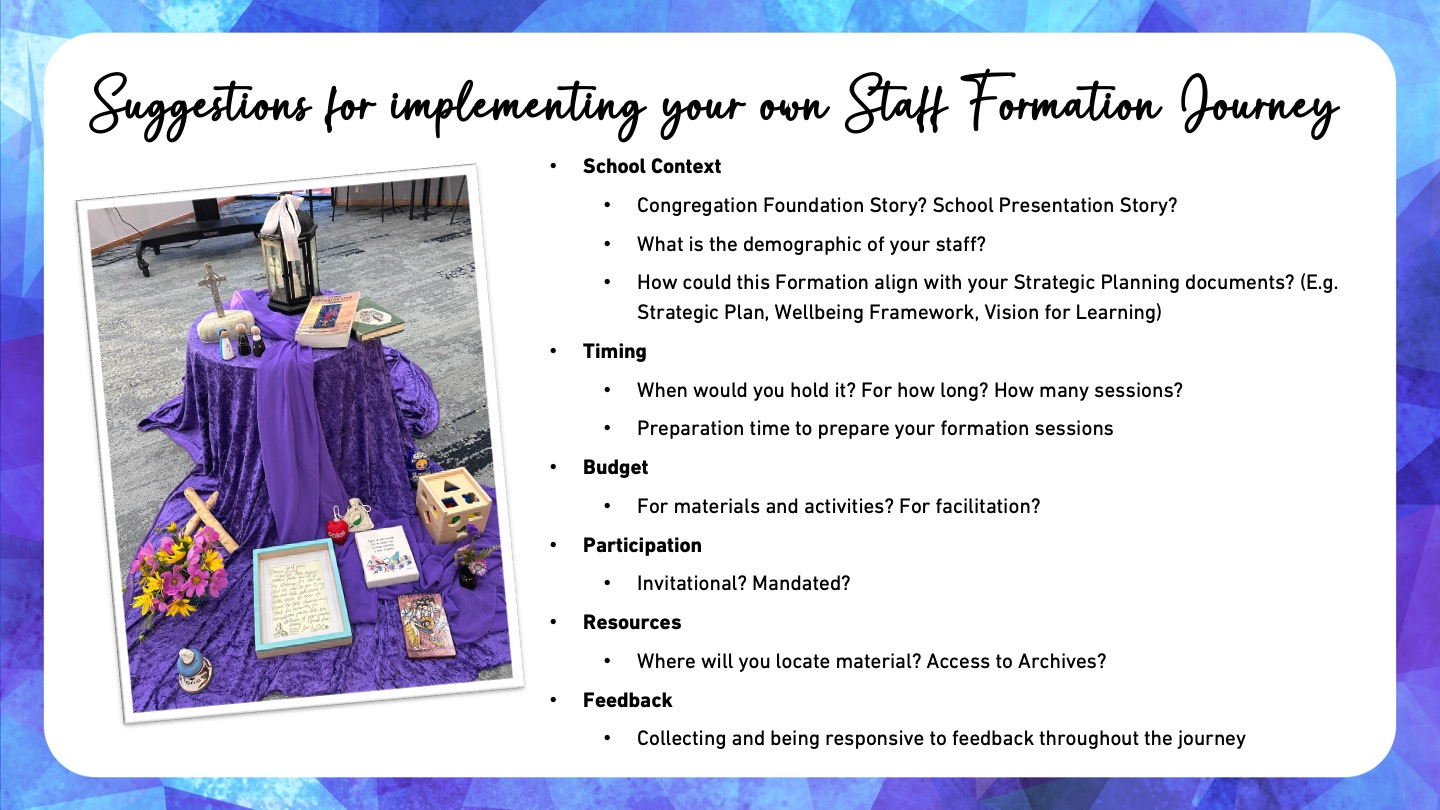 Suggestions for implementing your own Staff Formation Journey
• School Context
• Congregation Foundation Story? School Presentation Story?
• What is the demographic of your staff?
• How could this Formation align with your Strategic Planning documents? (E.g.
Strategic Plan, Wellbeing Framework, Vision for Learning)
• Timing
• When would you hold it? For how long? How many sessions?
• Preparation time to prepare your formation sessions
• Budget
• For materials and activities? For facilitation?
• Participation
• Invitational? Mandated?
• Resources
• Where will you locate material? Access to Archives?
• Feedback
• Collecting and being responsive to feedback throughout the journey